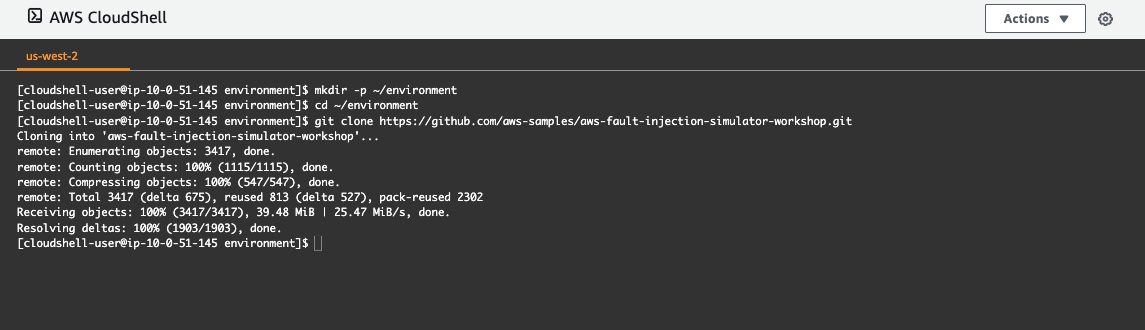 AWS CloudShell
Actions
us-west-2
[cloudshell-user@ip-10-0-51-145 environment]$ mkdir -p ~/environment
[cloudshell-user@ip-10-0-51-145 environment]$ cd ~/environment
[cloudshell-user@ip-10-0-51-145 environment]$ git clone https://github.com/aws-samples/aws-fault-injection-simulator-workshop.git
Cloning into 'aws-fault-injection-simulator-workshop'...
remote: Enumerating objects: 3417, done.
remote: Counting objects: 100% (1115/1115), done.
remote: Compressing objects: 100% (547/547), done.
remote: Total 3417 (delta 675), reused 813 (delta 527), pack-reused 2302
Receiving objects: 100% (3417/3417), 39.48 MiB | 25.47 MiB/s, done.
Resolving deltas: 100% (1903/1903), done.
[cloudshell-user@ip-10-0-51-145 environment]$